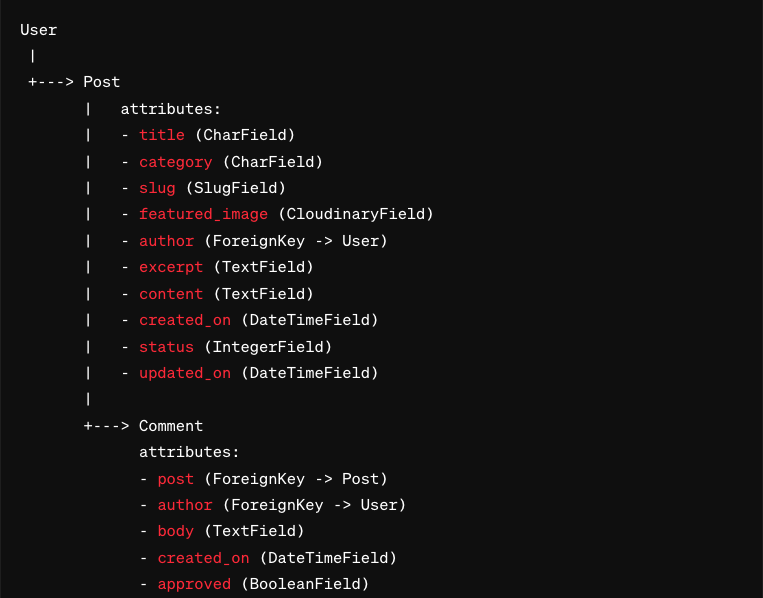 User
|
+---> Post
| attributes:
| - title (CharField)
| - category (CharField)
| - slug (SlugField)
| - featured_image (CloudinaryField)
| - author (ForeignKey -> User)
| - excerpt (TextField)
| - content (TextField)
| - created_on (DateTimeField)
| - status (IntegerField)
| - updated_on (DateTimeField)
|
+---> Comment
attributes:
- post (ForeignKey -> Post)
- author (ForeignKey -> User)
- body (TextField)
- created_on (DateTimeField)
- approved (BooleanField)